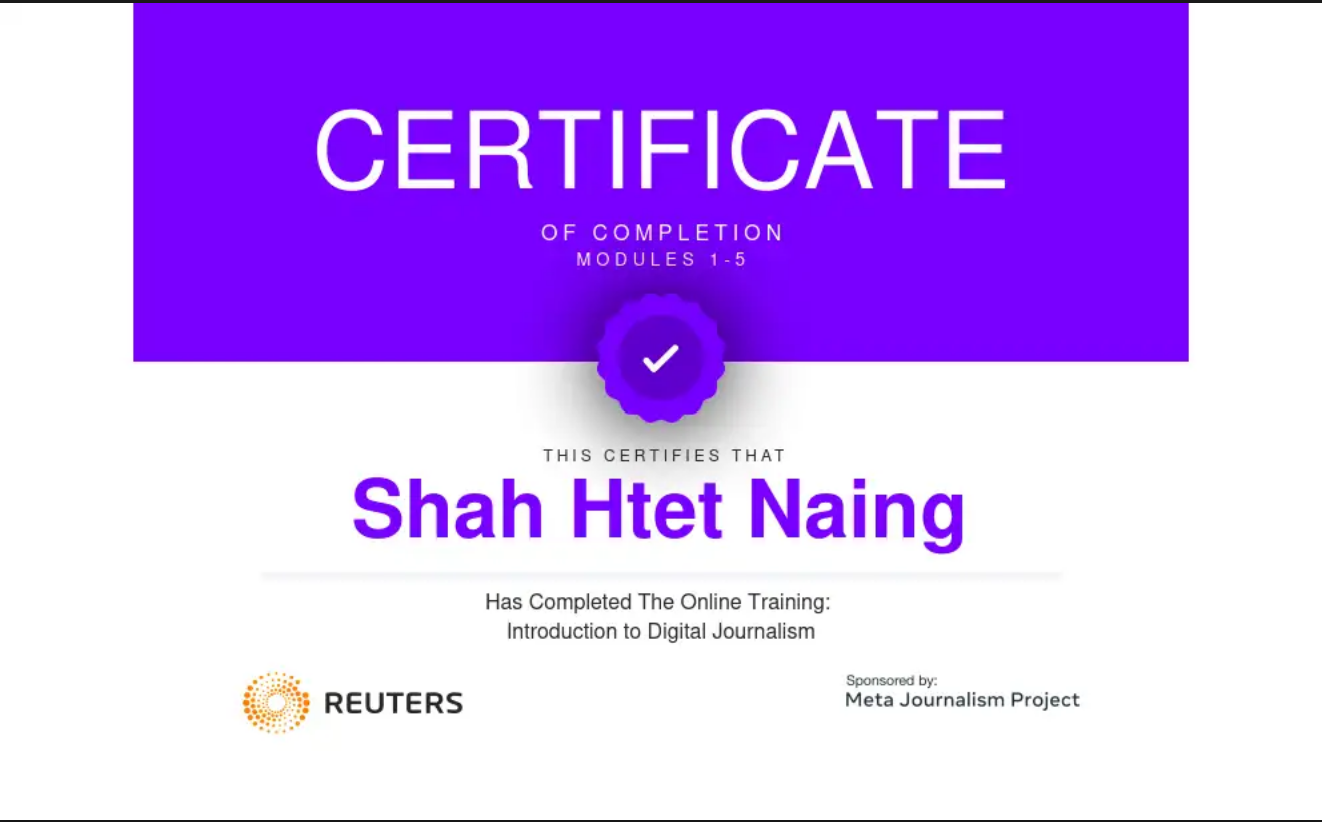 CERTIFICATE
OF COMPLETION
MODULES 1-5
THIS CERTIFIES THAT
Shah Htet Naing
Has Completed The Online Training:
Introduction to Digital Journalism
REUTERS
Sponsored by:
Meta Journalism Project